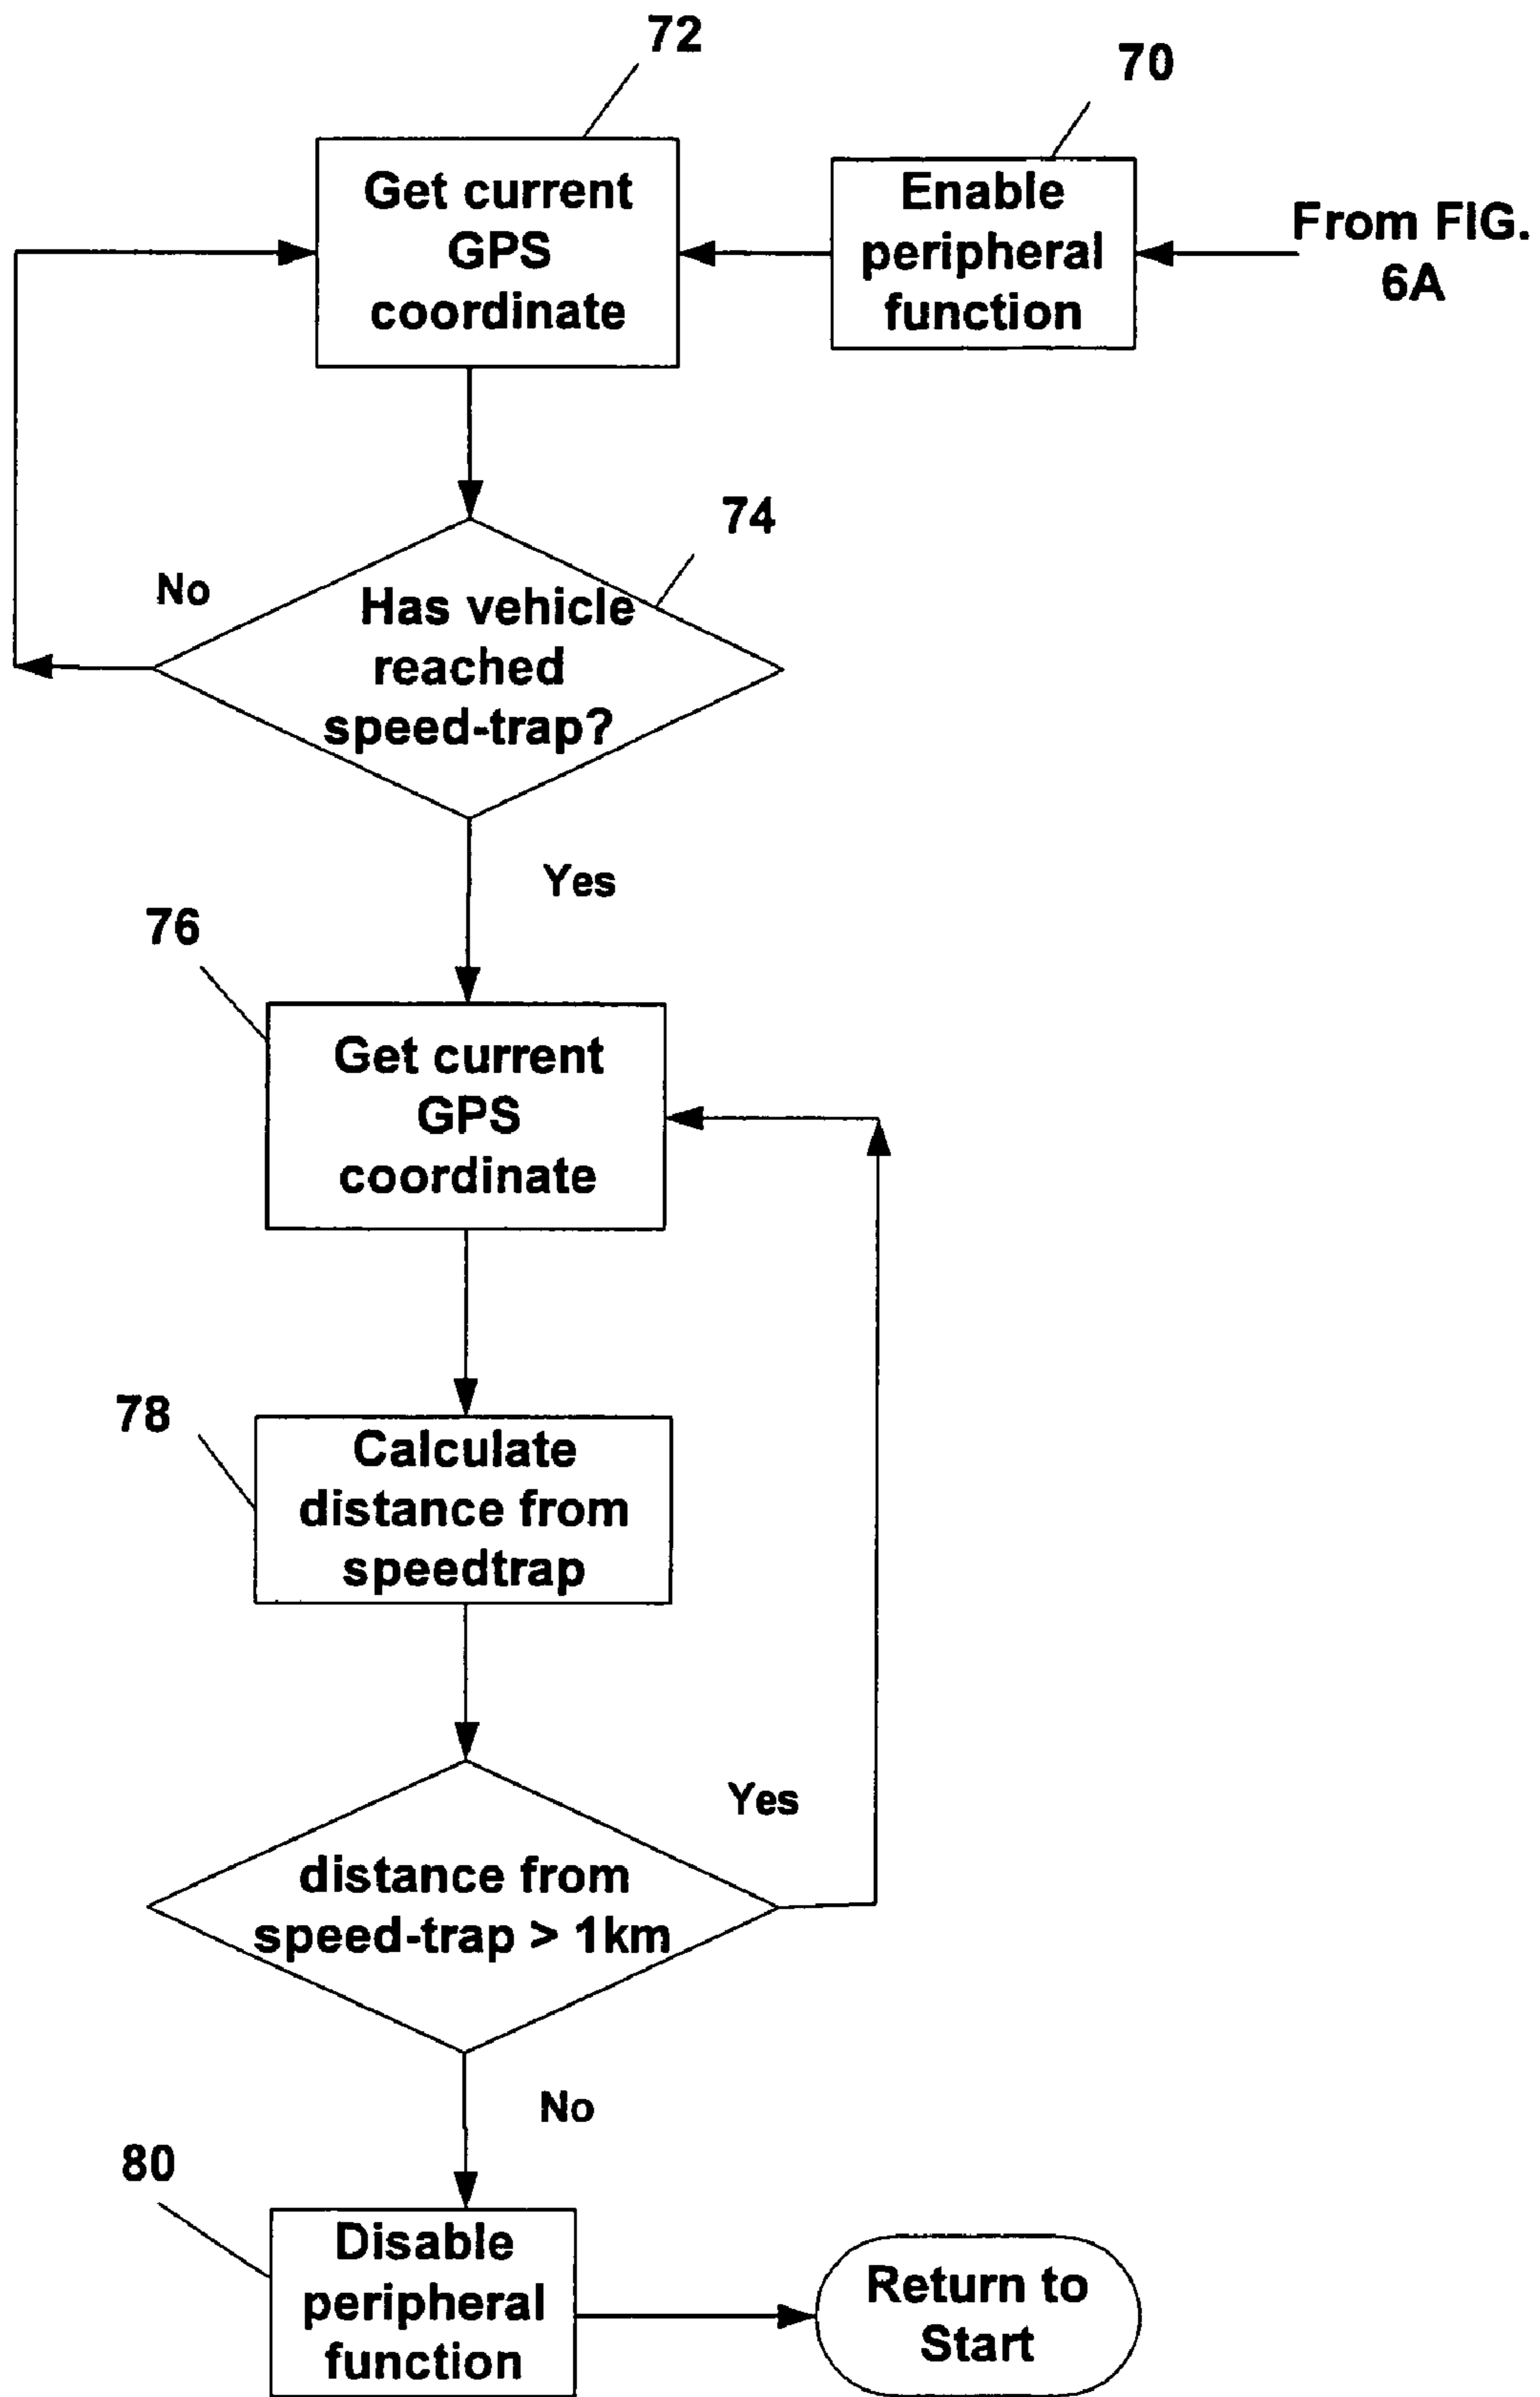 72
70
Get current
GPS
coordinate
Enable
peripheral
function
From FIG.
6A
74
No
Has vehicle
reached
speed-trap?
Yes
76
Get current
GPS
coordinate
78
Calculate
distance from
speedtrap
Yes
distance from
speed-trap > 1km
No
80
Disable
peripheral
function
Return to
Start